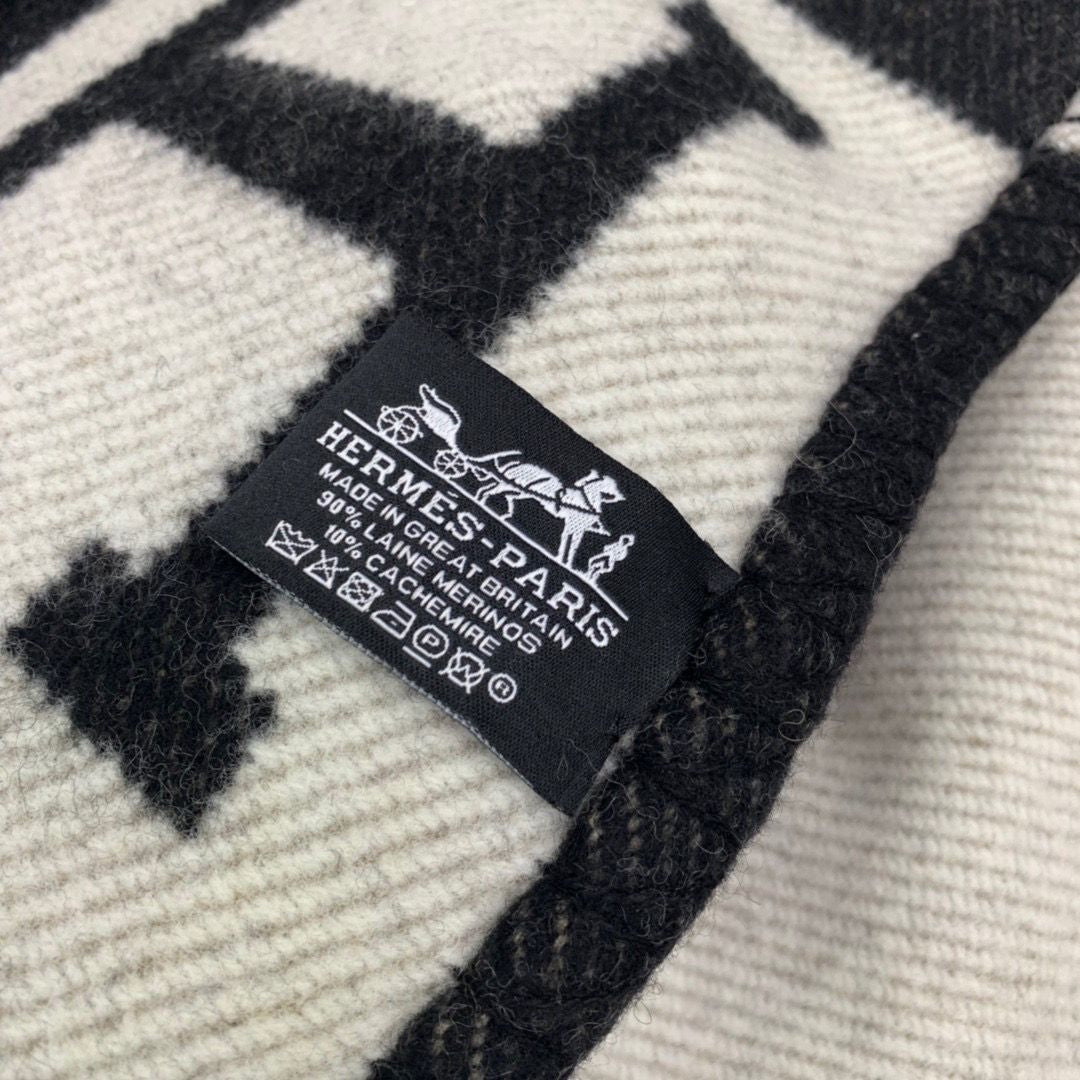 HERMÈS-PARIS
MADE IN GREAT BRITAIN
90% LAINE MERINOS
10% CACHEMIRE
P
R